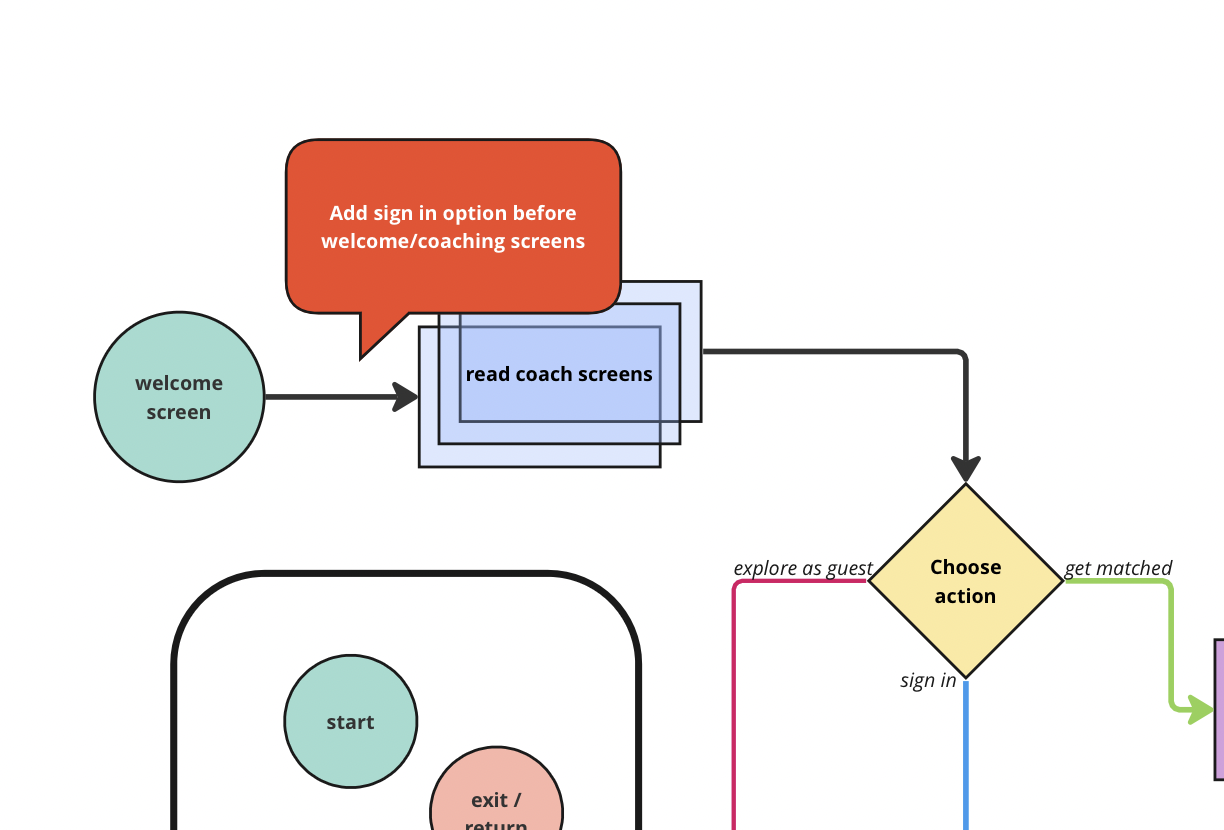 Add sign in option before
welcome/coaching screens
welcome
screen
read coach screens
explore as guest
Choose
action
get matched
sign in
start
exit /
return